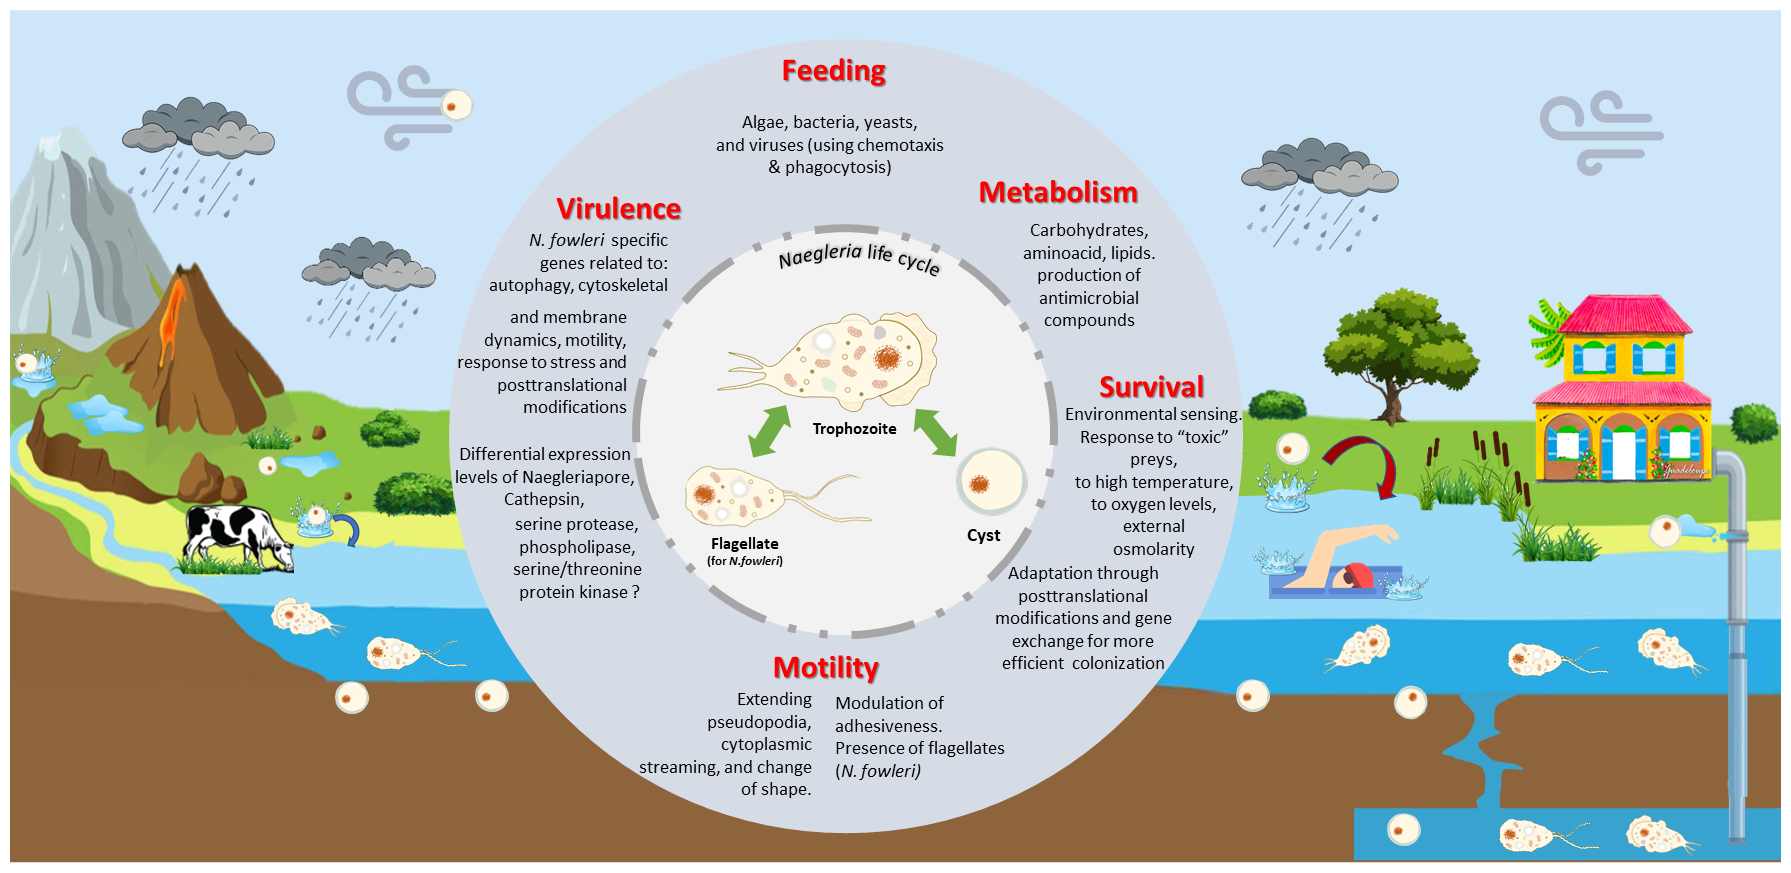 Feeding
Algae, bacteria, yeasts,
and viruses (using chemotaxis
& phagocytosis)
Metabolism
Carbohydrates,
aminoacid, lipids.
production of
antimicrobial
compounds
Virulence
N. fowleri specific
genes related to:
autophagy, cytoskeletal
and membrane
dynamics, motility,
response to stress and
posttranslational
modifications
Differential expression
levels of Naegleriapore,
Cathepsin,
serine protease,
phospholipase,
serine/threonine
protein kinase ?
Naegleria life cycle
Trophozoite
Flagellate
(for N.fowleri)
Cyst
Survival
Environmental sensing.
Response to “toxic”
preys,
to high temperature,
to oxygen levels,
external
osmolarity
Adaptation through
posttranslational
modifications and gene
exchange for more
efficient colonization
Motility
Extending
pseudopodia,
cytoplasmic
streaming, and change
of shape.
Modulation of
adhesiveness.
Presence of flagellates
(N. fowleri)
Guadeloupe